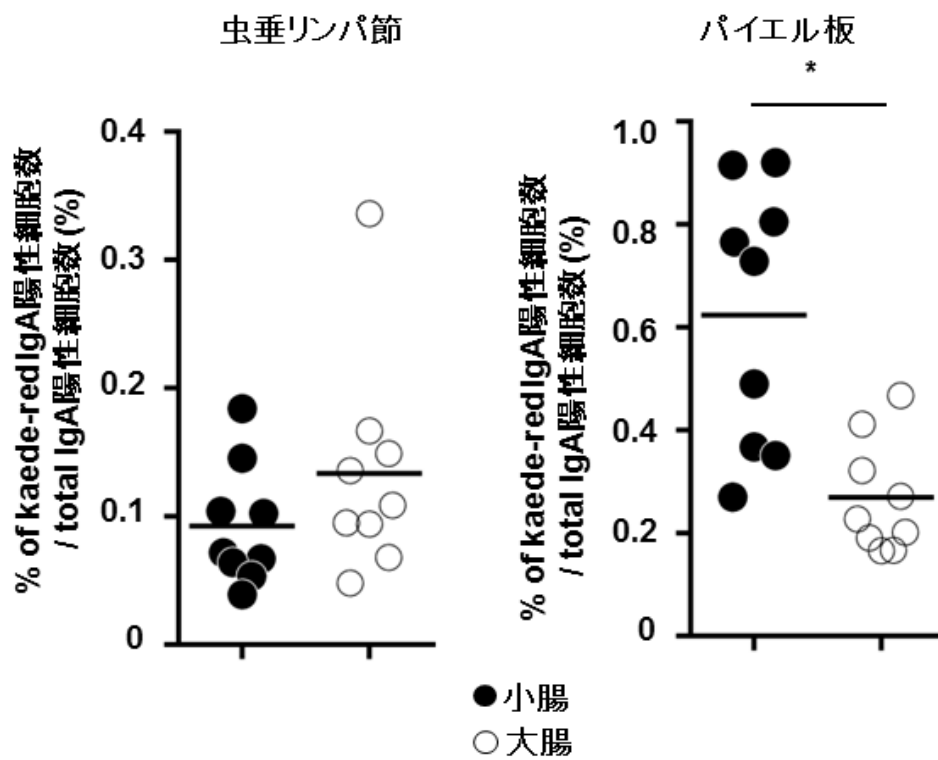 虫垂リンパ節
% of kaede-redIgA陽性細胞数
/ total IgA陽性細胞数(%)
0.4
0.3
0.2
0.1
0
パイエル板
*
% of kaede-redIgA陽性細胞数
/ total IgA陽性細胞数(%)
1.0
0.8
0.6
0.4
0.2
0
小腸
大腸